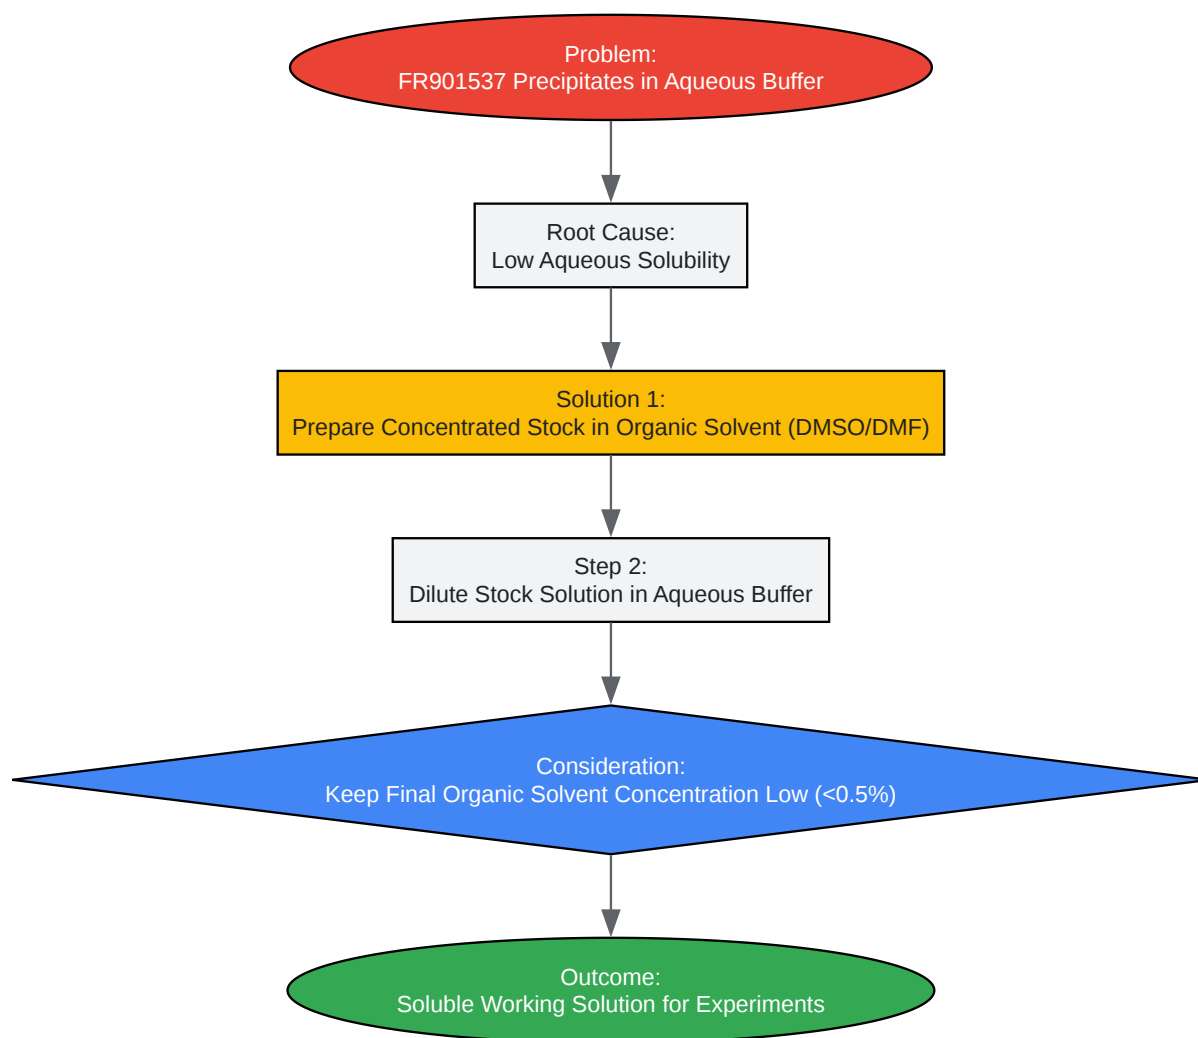 Problem:
FR901537 Precipitates in Aqueous Buffer
Root Cause:
Low Aqueous Solubility
Solution 1:
Prepare Concentrated Stock in Organic Solvent (DMSO/DMF)
Step 2:
Dilute Stock Solution in Aqueous Buffer
Consideration:
Keep Final Organic Solvent Concentration Low (<0.5%)
Outcome:
Soluble Working Solution for Experiments